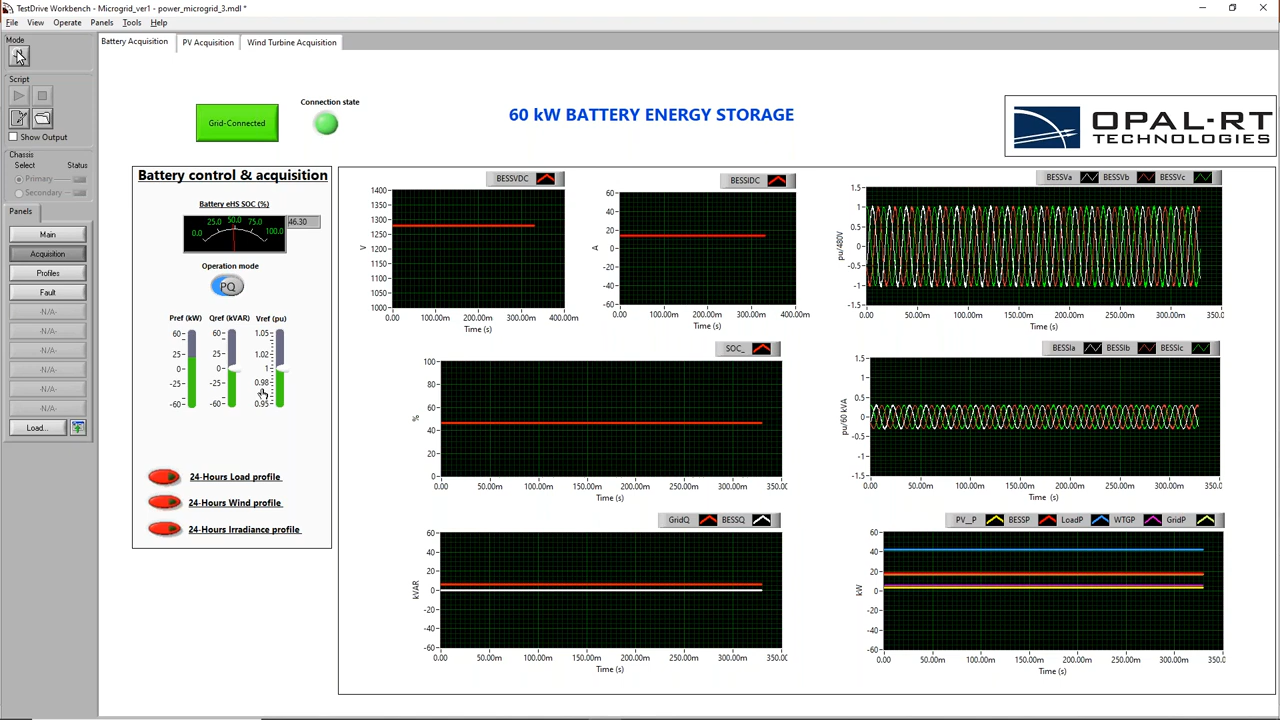 TestDrive Workbench - Microgrid_ver1 - power_microgrid_3.mdl *
File View Operate Panels Tools Help
Mode
Script
Show Output
Chassis
Select Status
Primary
Secondary
Panels
Main
Acquisition
Profiles
Fault
-N/A-
-N/A-
-N/A-
-N/A-
-N/A-
Load...
Battery Acquisition PV Acquisition Wind Turbine Acquisition
Grid-Connected
Connection state
60 kW BATTERY ENERGY STORAGE
OPAL-RT
TECHNOLOGIES
Battery control & acquisition
Battery eHS SOC (%)
0.0 25.0 50.0 75.0 100.0
46.30
Operation mode
PQ
Pref (kW) Qref (kVAR) Vref (pu)
60 60 1.05
25 25 1.02
0 0 1
-25 -25 0.98
-60 -60 0.95
24-Hours Load profile
24-Hours Wind profile
24-Hours Irradiance profile
BESSVDC
1400
1300
1200
1100
1050
1000
V
0.00 100.00m 200.00m 300.00m 400.00m
Time (s)
BESSIDC
60
40
20
0
-20
-40
-60
A
0.00 100.00m 200.00m 300.00m 400.00m
Time (s)
BESSVa BESSVb BESSVc
1.5
1
0.5
0
-0.5
-1
-1.5
pu/480V
0.00 50.00m 100.00m 150.00m 200.00m 250.00m 300.00m 350.0
Time (s)
SOC_
100
80
60
40
20
0
%
0.00 50.00m 100.00m 150.00m 200.00m 250.00m 300.00m 350.0
Time (s)
BESSIa BESSIb BESSIc
1.5
1
0.5
0
-0.5
-1
-1.5
pu/60 kVA
0.00 50.00m 100.00m 150.00m 200.00m 250.00m 300.00m 350.0
Time (s)
GridQ BESSQ
60
40
20
0
-20
-40
-60
kVAR
0.00 50.00m 100.00m 150.00m 200.00m 250.00m 300.00m 350.0
Time (s)
PV__P BESSP LoadP WTGP GridP
60
40
20
0
-20
-40
-60
kW
0.00 50.00m 100.00m 150.00m 200.00m 250.00m 300.00m 350.0
Time (s)